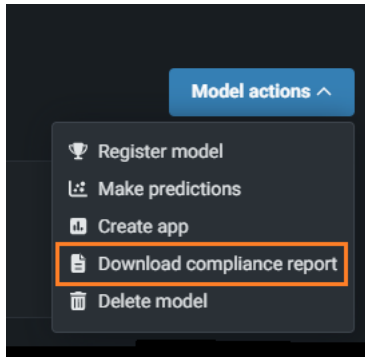 Model actions
Register model
Make predictions
Create app
Download compliance report
Delete model